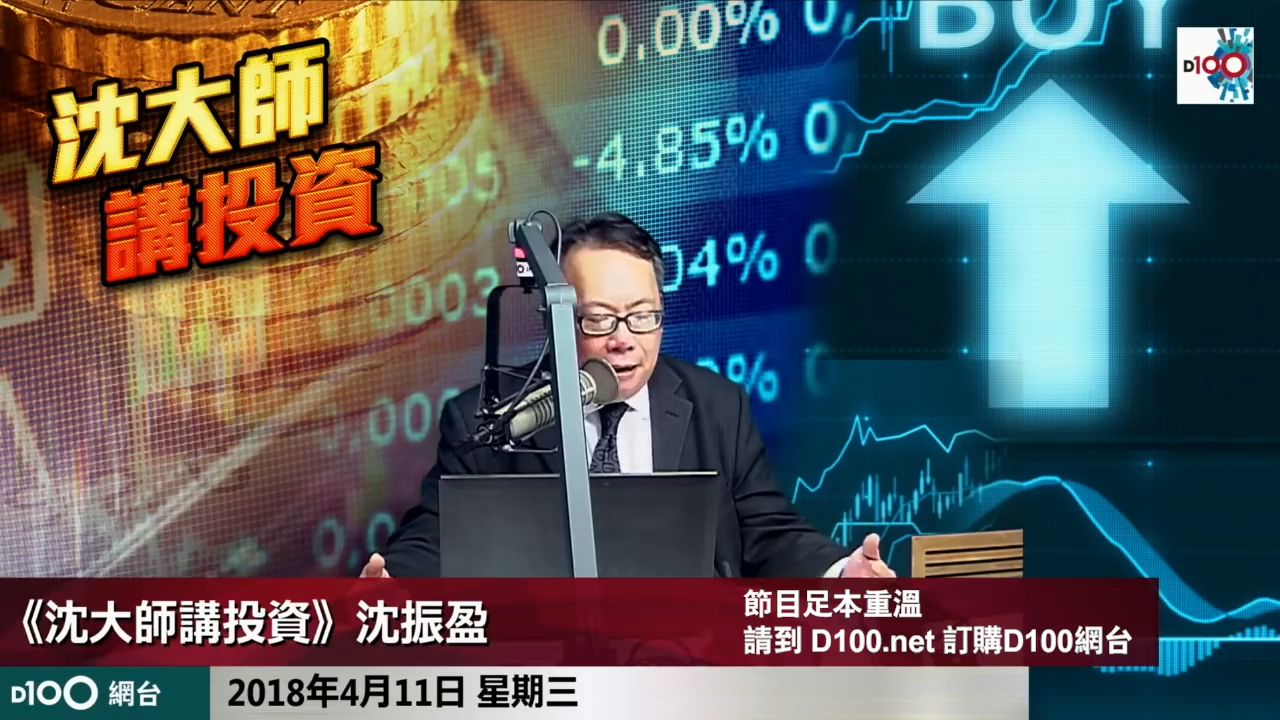 沈大師
講投資
BUY
D100
0.00%
-4.85%
04%
《沈大師講投資》沈振盈
節目足本重溫
請到 D100.net 訂購D100網台
D100 網台
2018年4月11日 星期三